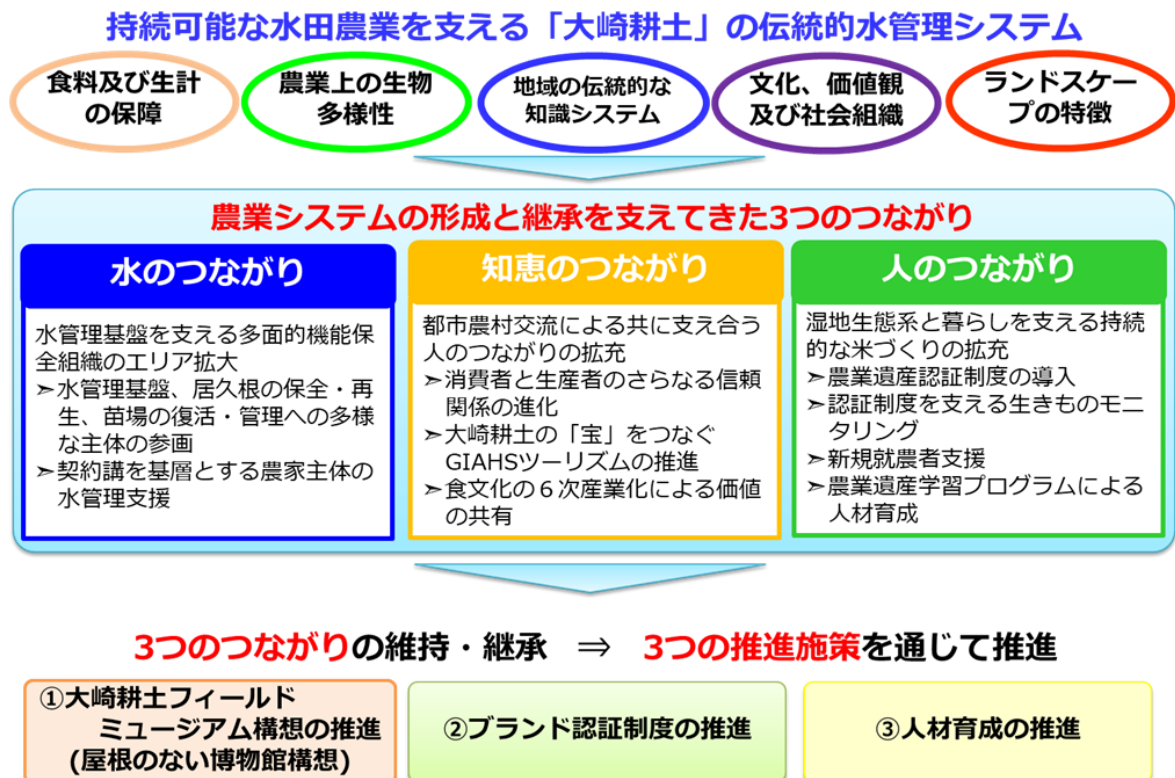 持続可能な水田農業を支える「大崎耕土」の伝統的水管理システム
食料及び生計
の保障
農業上の生物
多様性
地域の伝統的な
知識システム
文化、価値観
及び社会組織
ランドスケー
プの特徴
農業システムの形成と継承を支えてきた3つのつながり
水のつながり
水管理基盤を支える多面的機能保
全組織のエリア拡大
➣水管理基盤、居久根の保全・再
生、苗場の復活・管理への多様
な主体の参画
➣契約講を基層とする農家主体の
水管理支援
知恵のつながり
都市農村交流による共に支え合う
人のつながりの拡充
➣消費者と生産者のさらなる信頼
関係の進化
➣大崎耕土の「宝」をつなぐ
GIAHSツーリズムの推進
➣食文化の６次産業化による価値
の共有
人のつながり
湿地生態系と暮らしを支える持続
的な米づくりの拡充
➣農業遺産認証制度の導入
➣認証制度を支える生きものモニ
タリング
➣新規就農者支援
➣農業遺産学習プログラムによる
人材育成
3つのつながりの維持・継承　⇒　3つの推進施策を通じて推進
①大崎耕土フィールド
ミュージアム構想の推進
(屋根のない博物館構想)
②ブランド認証制度の推進
③人材育成の推進